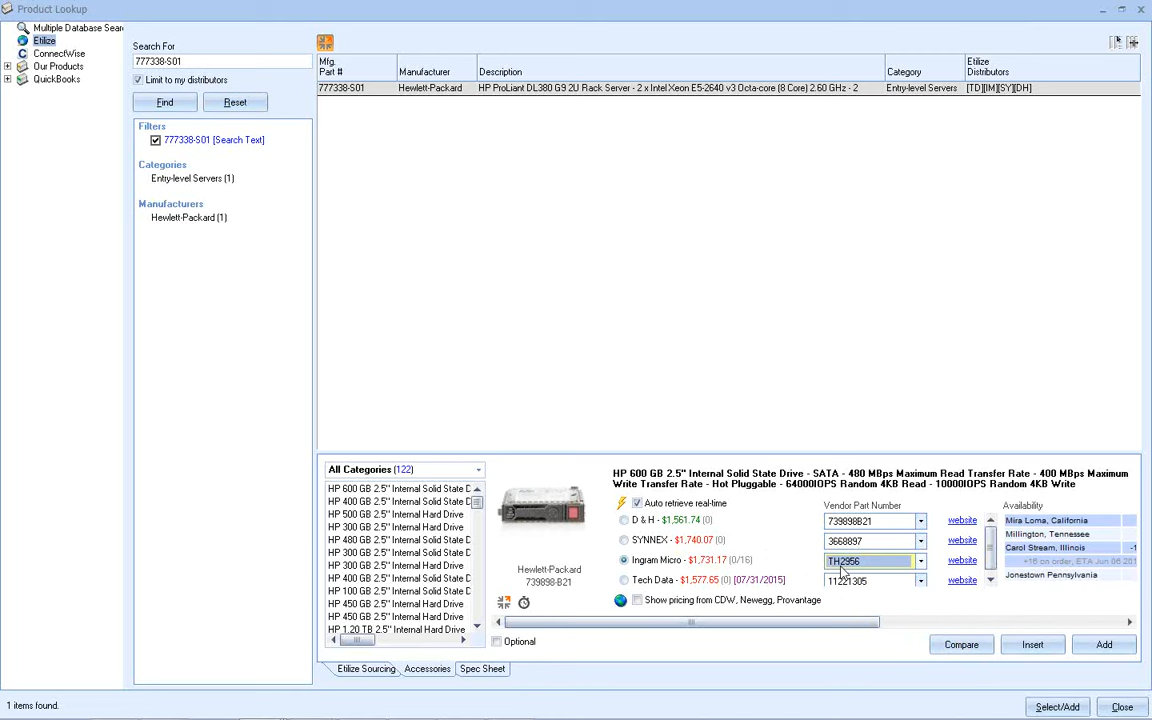 Product Lookup
Multiple Database Sear
Etilize
ConnectWise
Our Products
QuickBooks
Search For
777338-S01
Limit to my distributors
Find
Reset
Filters
777338-S01 [Search Text]
Categories
Entry-level Servers (1)
Manufacturers
Hewlett-Packard (1)
Mfg. Part #
Manufacturer
Description
Category
Etilize Distributors
777338-S01
Hewlett-Packard
HP ProLiant DL380 G9 2U Rack Server - 2 x Intel Xeon E5-2640 v3 Octa-core (8 Core) 2.60 GHz - 2
Entry-level Servers
[TD][IM][SY][DH]
All Categories (122)
HP 600 GB 2.5" Internal Solid State D
HP 400 GB 2.5" Internal Solid State D
HP 500 GB 2.5" Internal Hard Drive
HP 300 GB 2.5" Internal Hard Drive
HP 480 GB 2.5" Internal Solid State D
HP 300 GB 2.5" Internal Hard Drive
HP 300 GB 2.5" Internal Hard Drive
HP 400 GB 2.5" Internal Solid State D
HP 100 GB 2.5" Internal Solid State D
HP 450 GB 2.5" Internal Hard Drive
HP 450 GB 2.5" Internal Hard Drive
HP 1.20 TB 2.5" Internal Hard Drive
Hewlett-Packard
739898-B21
HP 600 GB 2.5" Internal Solid State Drive - SATA - 480 MBps Maximum Read Transfer Rate - 400 MBps Maximum
Write Transfer Rate - Hot Pluggable - 64000IOPS Random 4KB Read - 10000IOPS Random 4KB Write
Auto retrieve real-time
Vendor Part Number
Availability
D & H - $1,561.74 (0)
739898B21
website
SYNNEX - $1,740.07 (0)
3668897
website
Ingram Micro - $1,731.17 (0/16)
TH2956
website
Tech Data - $1,577.65 (0) [07/31/2015]
11221305
website
Mira Loma, California
Millington, Tennessee
Carol Stream, Illinois
-1
+16 on order, ETA Jun 06 201
Jonestown Pennsylvania
Show pricing from CDW, Newegg, Provantage
Optional
Compare
Insert
Add
Etilize Sourcing
Accessories
Spec Sheet
1 items found.
Select/Add
Close